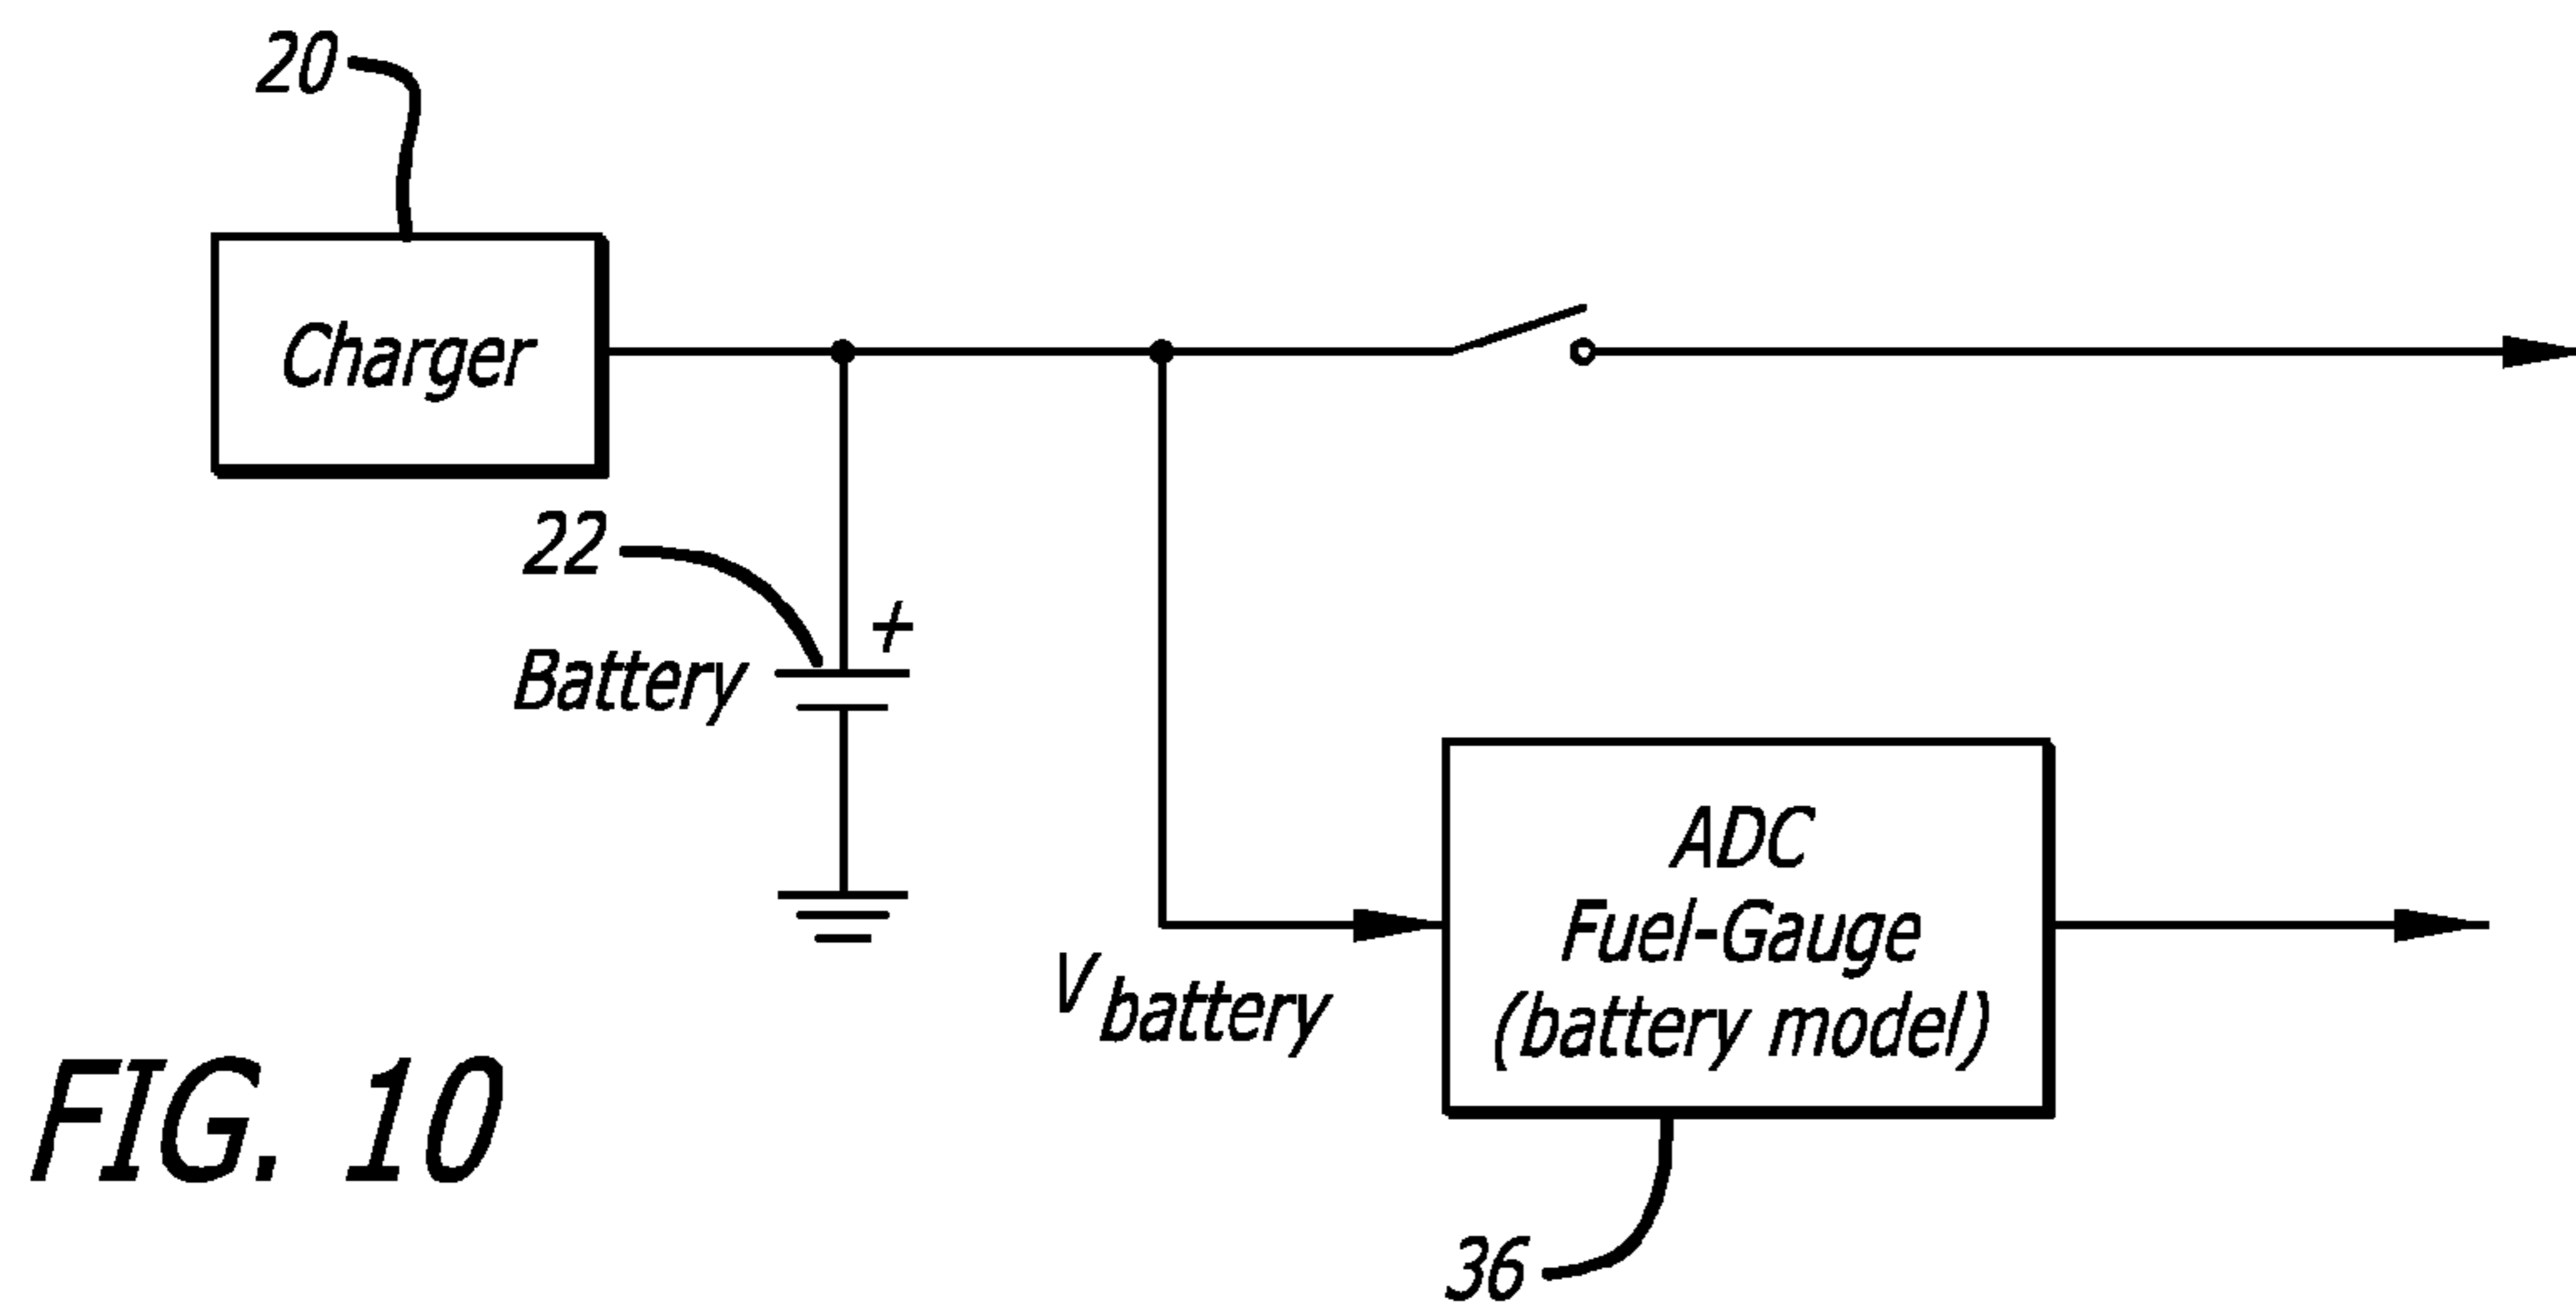 20
Charger
22
+
Battery
ADC
Fuel-Gauge
(battery model)
V battery
FIG. 10
36